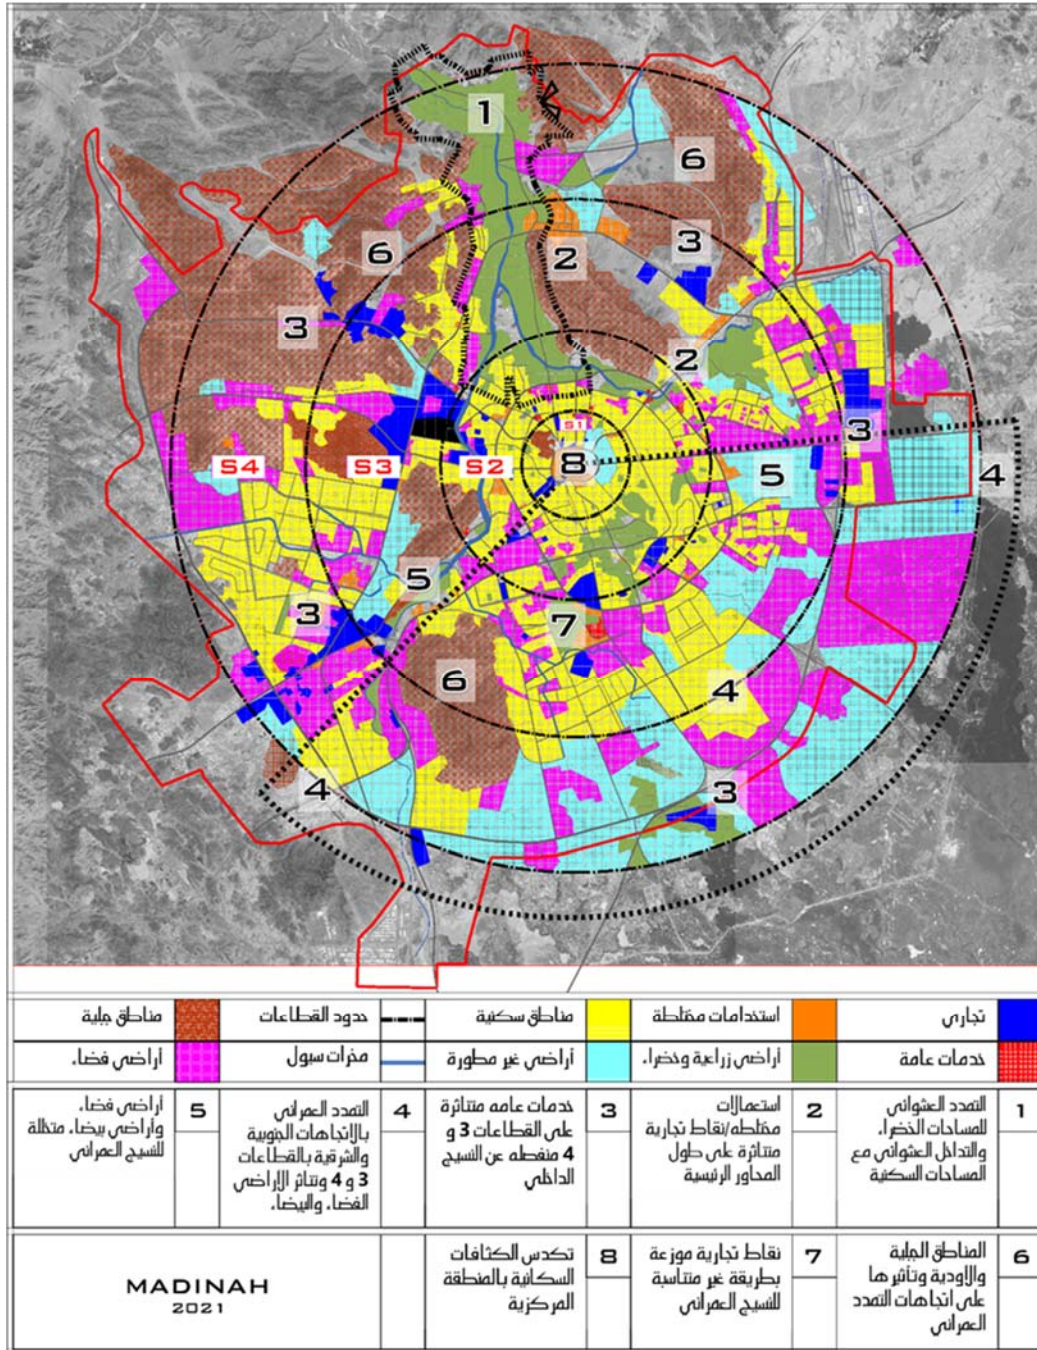 1
6
3
2
6
3
2
S1
3
S4
S3
S2
8
5
4
5
3
7
6
4
4
3
تجاري
استخدامات مختلطة
مناطق سكنية
حدود القطاعات
مناطق جبلية
خدمات عامة
أراضي زراعية وخضراء
أراضي غير مطورة
ممرات سيول
أراضي فضاء
1
التمدد العشوائي
للمساحات الخضراء
والتداخل العشوائي مع
المساحات السكنية
2
استعمالات
مختلطه/نقاط تجارية
متناثرة على طول
المحاور الرئيسية
3
خدمات عامه متناثرة
على القطاعات 3 و
4 منفصله عن النسيج
الداخلي
4
التمدد العمراني
بالاتجاهات الجنوبية
والشرقية بالقطاعات
3 و 4 وتناثر الأراضي
الفضاء والبيضاء
5
أراضي فضاء
وأراضي بيضاء متخللة
للنسيج العمراني
6
المناطق الجبلية
والاودية وتأثيرها
على اتجاهات التمدد
العمراني
7
نقاط تجارية موزعة
بطريقة غير متناسبة
للنسيج العمراني
8
تكدس الكثافات
السكانية بالمنطقة
المركزية
MADINAH
2021